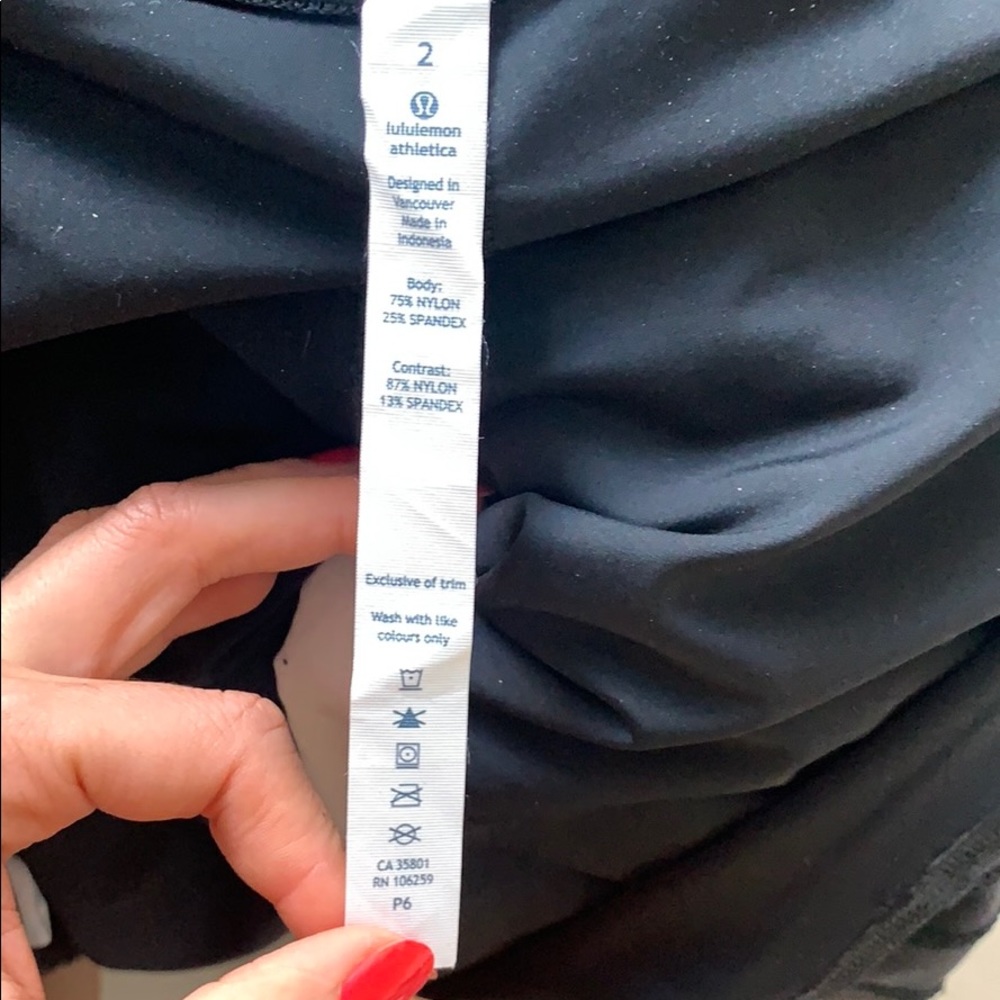 2
lululemon
athletica
Designed in
Vancouver
Made in
Indonesia
Body:
75% NYLON
25% SPANDEX
Contrast:
87% NYLON
13% SPANDEX
Exclusive of trim
Wash with like
colours only
CA 35801
RN 106259
P6